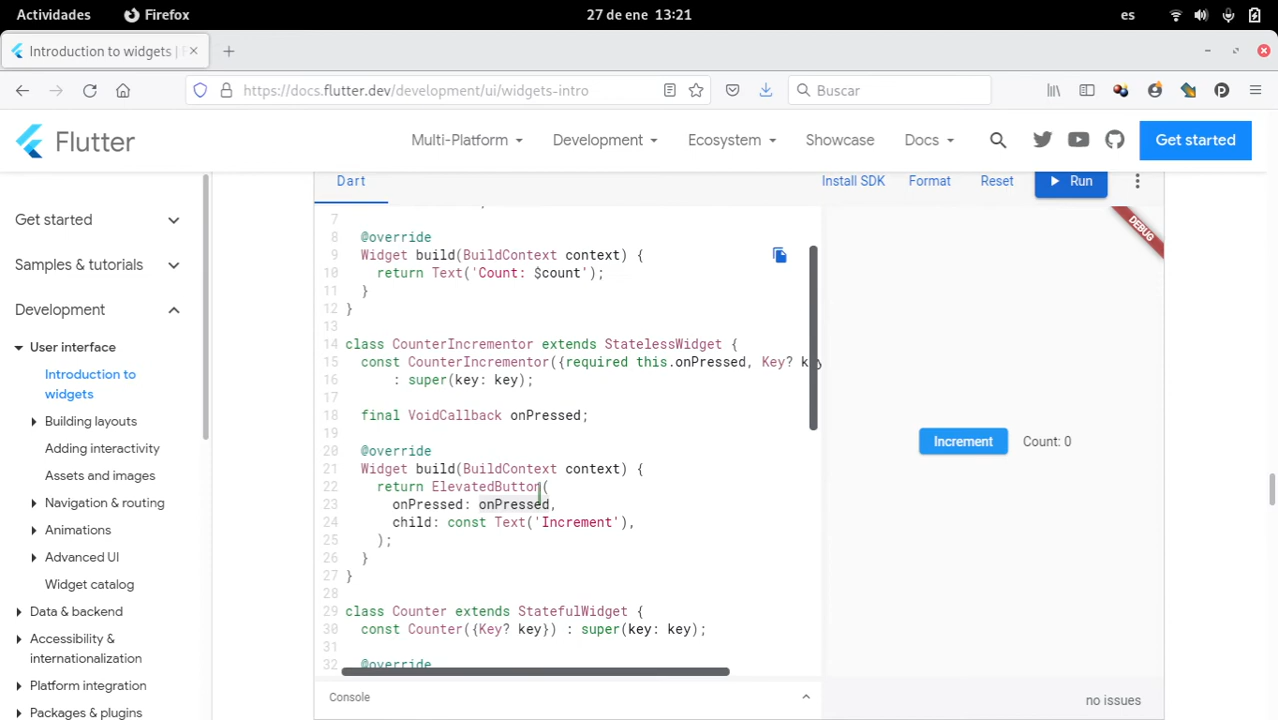 Actividades
Firefox
27 de ene 13:21
es
Introduction to widgets | F
https://docs.flutter.dev/development/ui/widgets-intro
Buscar
Flutter
Multi-Platform
Development
Ecosystem
Showcase
Docs
Get started
Get started
Samples & tutorials
Development
User interface
Introduction to
widgets
Building layouts
Adding interactivity
Assets and images
Navigation & routing
Animations
Advanced UI
Widget catalog
Data & backend
Accessibility &
internationalization
Platform integration
Packages & plugins
Dart
Install SDK
Format
Reset
Run
7
8 @override
9 Widget build(BuildContext context) {
10 return Text('Count: $count');
11 }
12 }
13
14 class CounterIncrementor extends StatelessWidget {
15 const CounterIncrementor({required this.onPressed, Key? key
16 : super(key: key);
17
18 final VoidCallback onPressed;
19
20 @override
21 Widget build(BuildContext context) {
22 return ElevatedButton(
23 onPressed: onPressed,
24 child: const Text('Increment'),
25 );
26 }
27 }
28
29 class Counter extends StatefulWidget {
30 const Counter({Key? key}) : super(key: key);
31
32 @override
Console
DEBUG
Increment
Count: 0
no issues